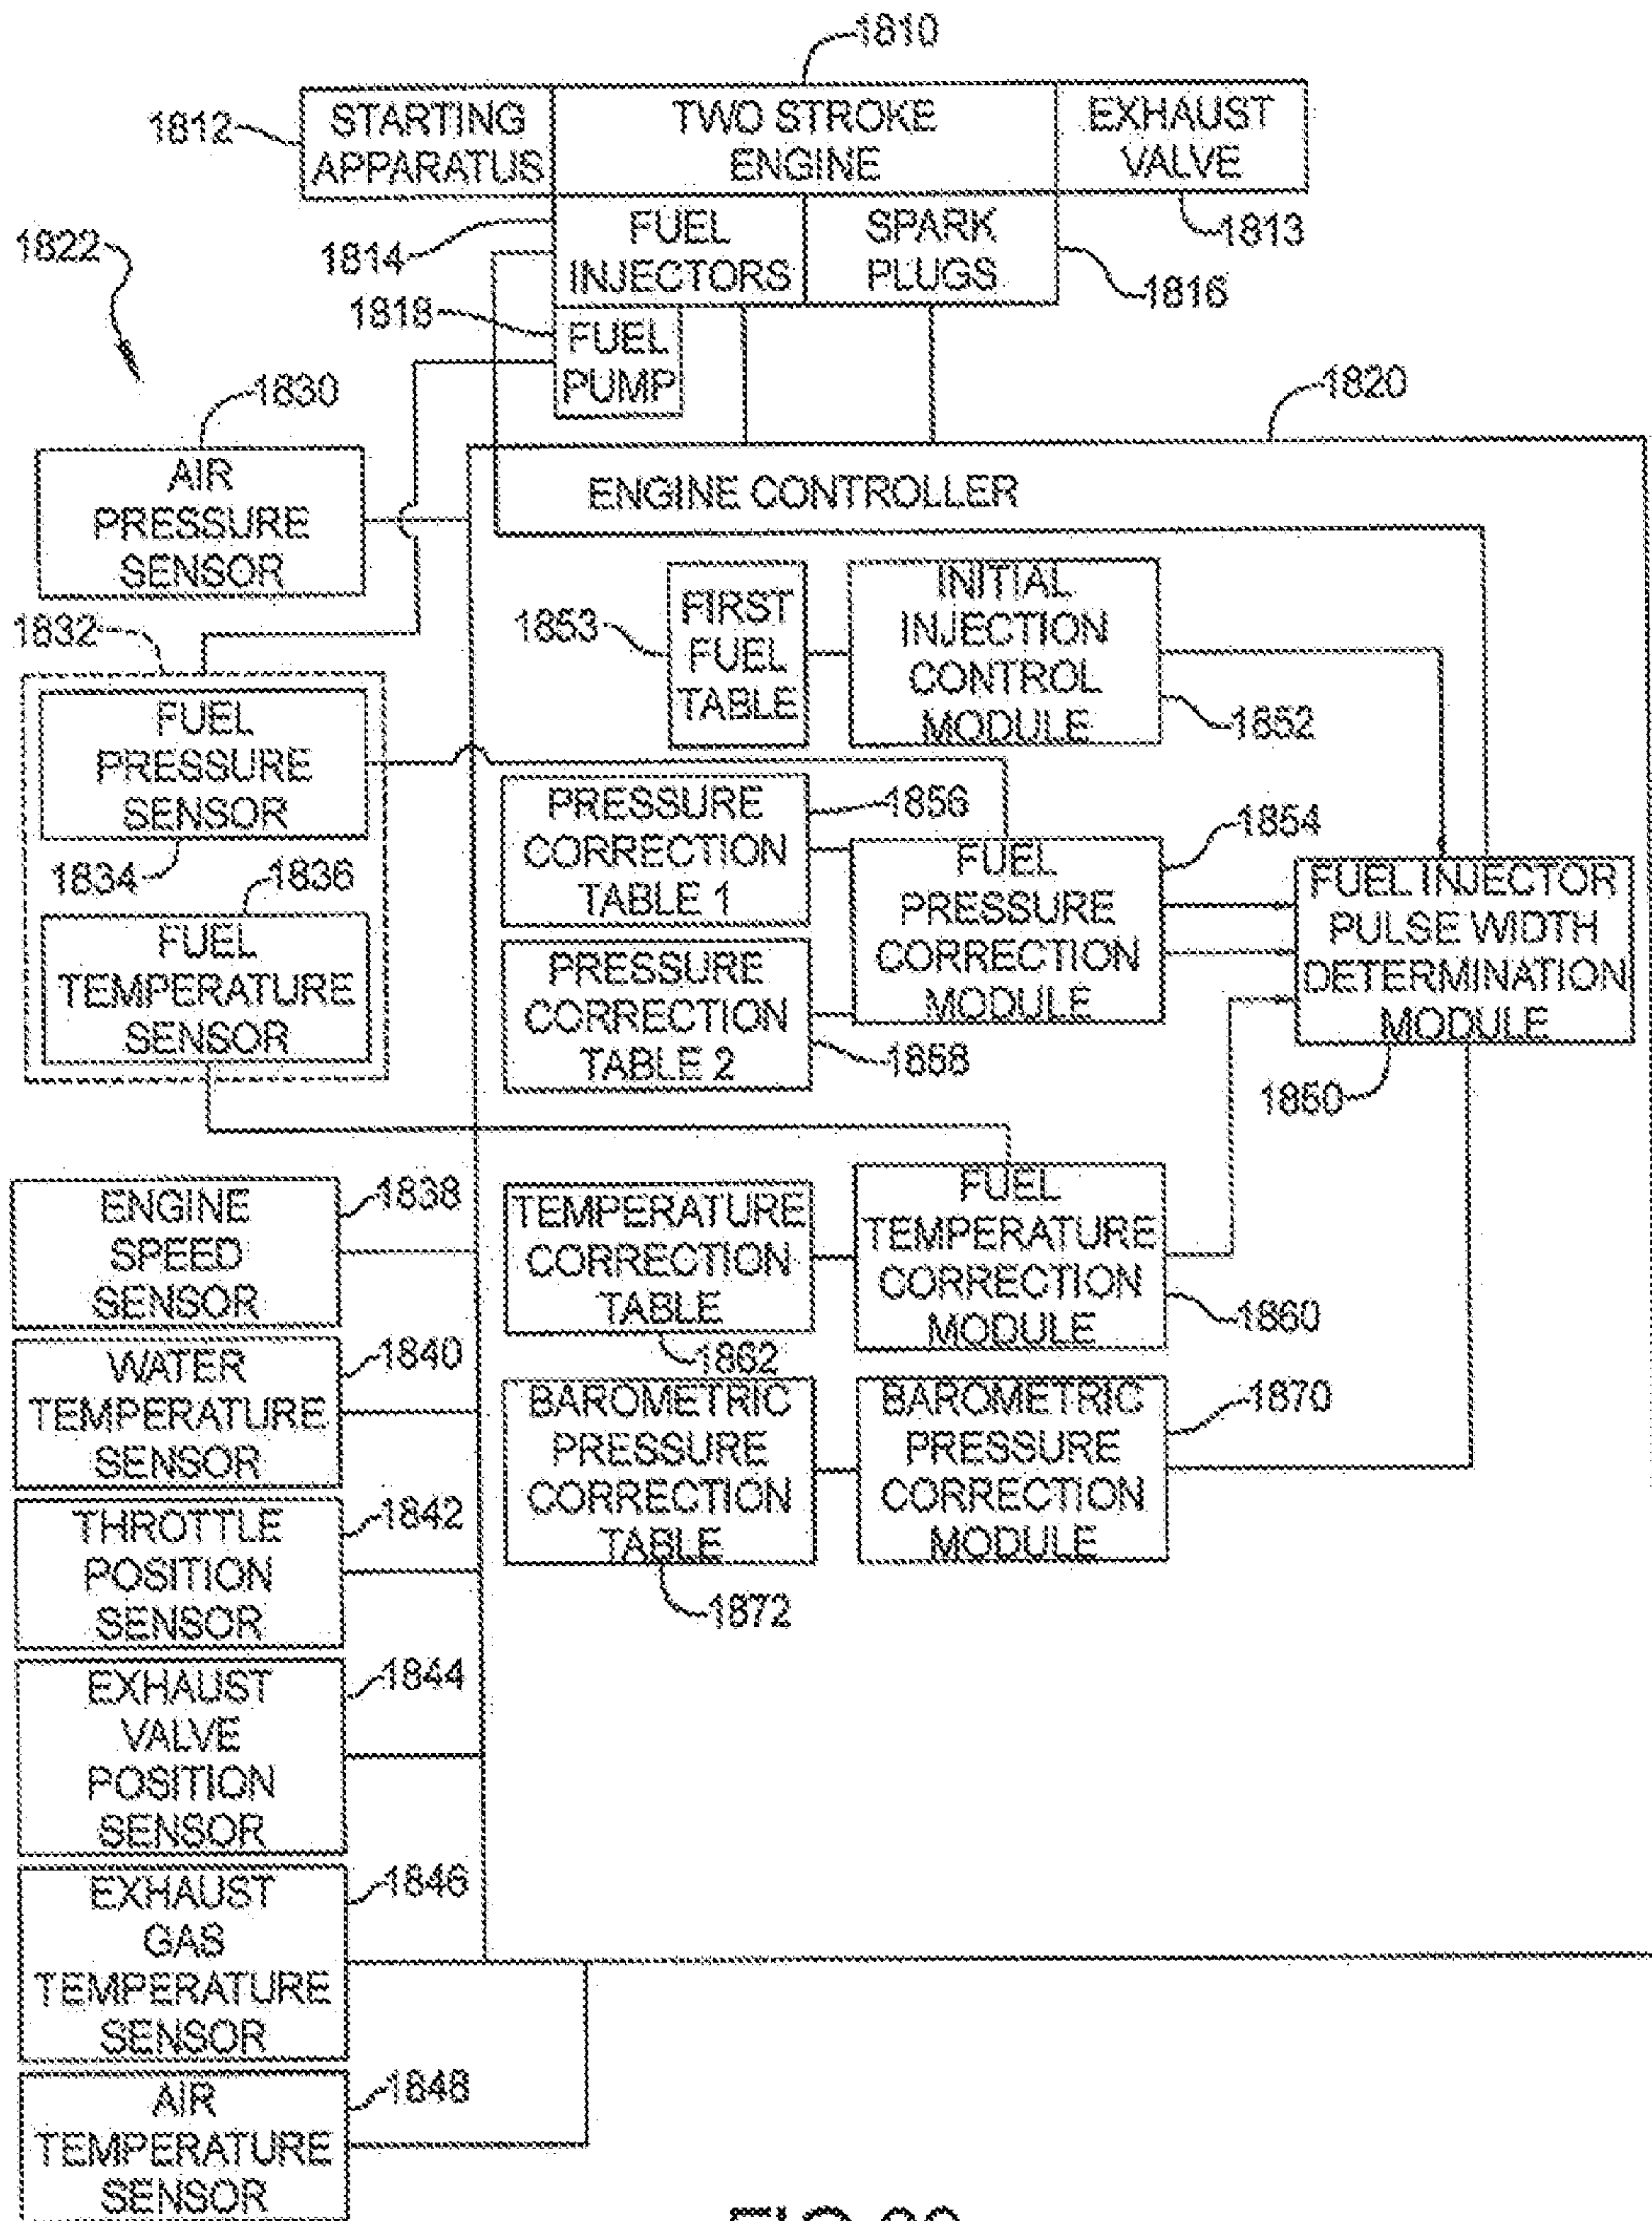 1810
1812
STARTING
APPARATUS
TWO STROKE
ENGINE
EXHAUST
VALVE
1822
1814
FUEL
INJECTORS
SPARK
PLUGS
1813
1816
1818
FUEL
PUMP
1830
1820
AIR
PRESSURE
SENSOR
ENGINE CONTROLLER
1832
1853
FIRST
FUEL
TABLE
INITIAL
INJECTION
CONTROL
MODULE
1852
FUEL
PRESSURE
SENSOR
1834
1836
FUEL
TEMPERATURE
SENSOR
PRESSURE
CORRECTION
TABLE 1
1856
PRESSURE
CORRECTION
TABLE 2
1858
FUEL
PRESSURE
CORRECTION
MODULE
1854
FUEL INJECTOR
PULSE WIDTH
DETERMINATION
MODULE
1850
ENGINE
SPEED
SENSOR
1838
TEMPERATURE
CORRECTION
TABLE
1862
FUEL
TEMPERATURE
CORRECTION
MODULE
1860
WATER
TEMPERATURE
SENSOR
1840
BAROMETRIC
PRESSURE
CORRECTION
TABLE
1872
BAROMETRIC
PRESSURE
CORRECTION
MODULE
1870
THROTTLE
POSITION
SENSOR
1842
EXHAUST
VALVE
POSITION
SENSOR
1844
EXHAUST
GAS
TEMPERATURE
SENSOR
1846
AIR
TEMPERATURE
SENSOR
1848